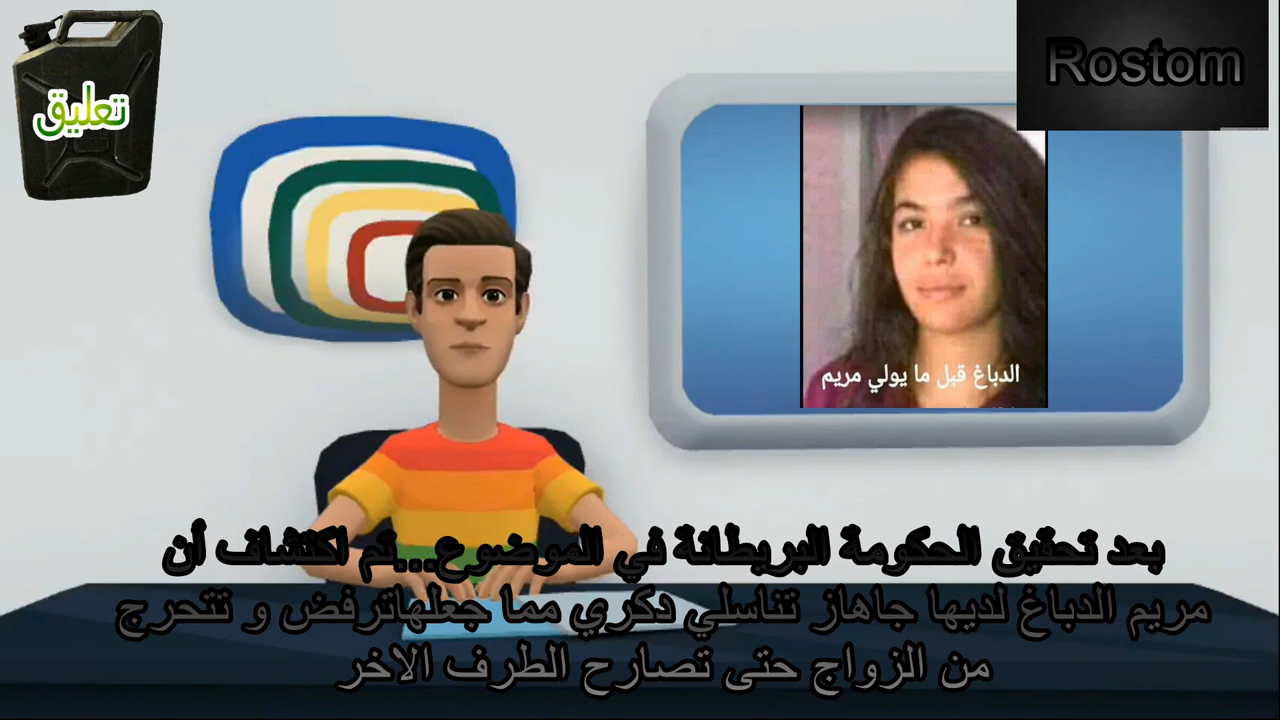 تعليق
Rostom
الدباغ قبل ما يولي مريم
بعد تحقيق الحكومة البريطانة في الموضوع...تم اكتشاف أن
مريم الدباغ لديها جاهاز تناسلي دكري مما جعلهاترفض و تتحرج
من الزواج حتى تصارح الطرف الاخر